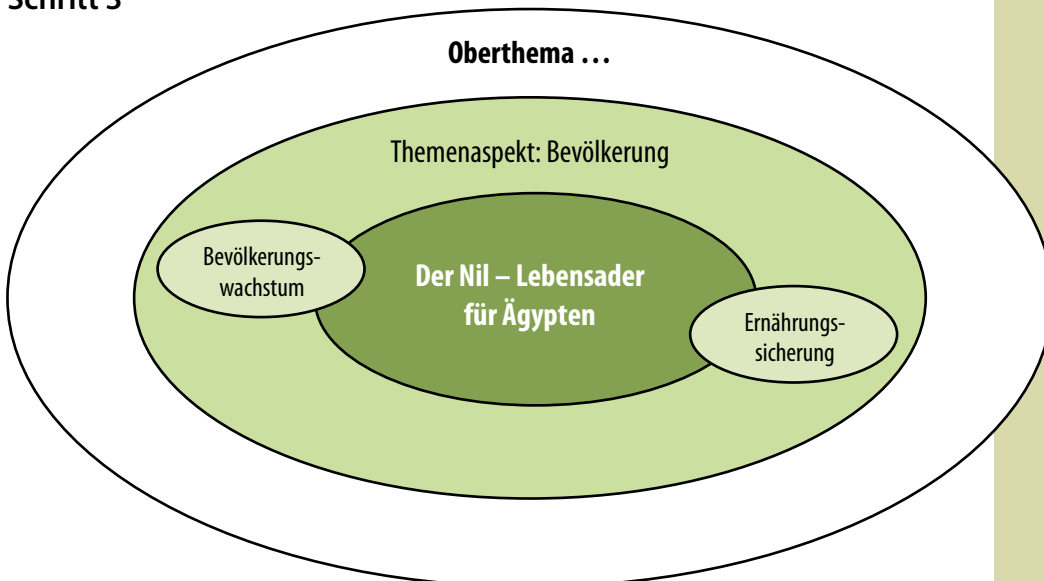 Schritt 3
Oberthema …
Themenaspekt: Bevölkerung
Bevölkerungs-
wachstum
Der Nil – Lebensader
für Ägypten
Ernährungs-
sicherung